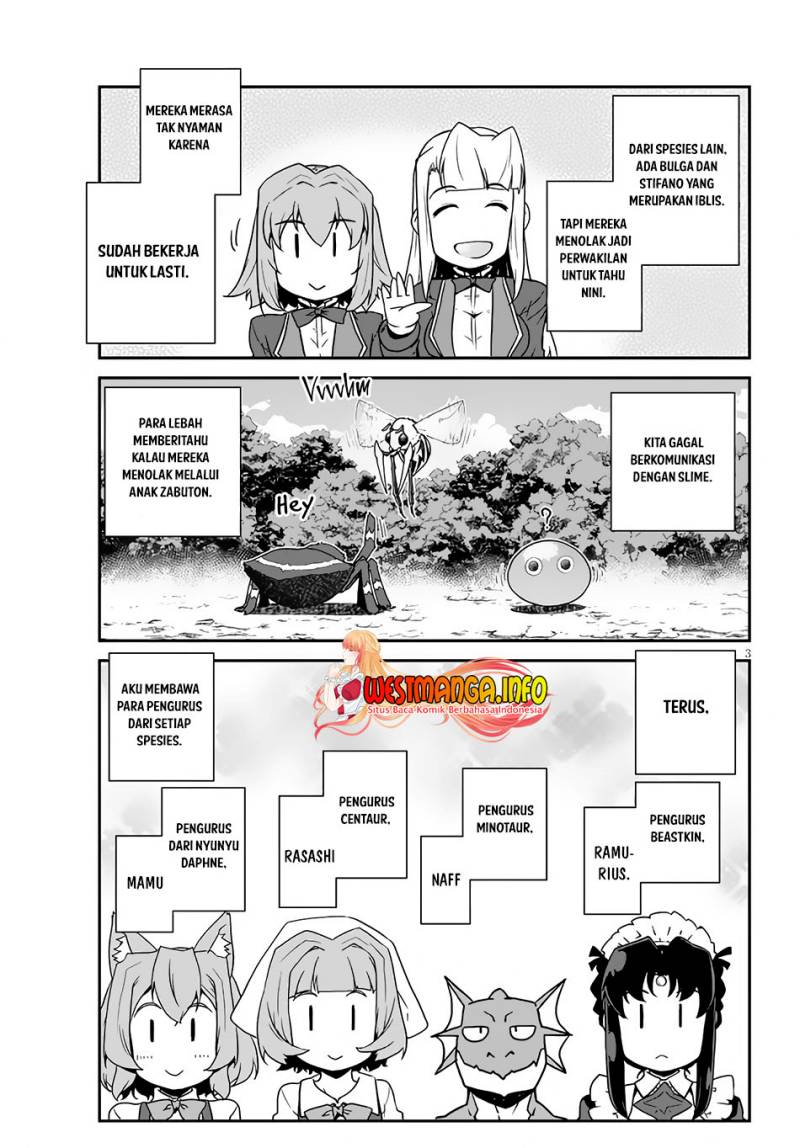 DARI SPESIES LAIN,
ADA BULGA DAN
STIFANO YANG
MERUPAKAN IBLIS.
TAPI MEREKA
MENOLAK JADI
PERWAKILAN
UNTUK TAHU
NINI.
MEREKA MERASA
TAK NYAMAN
KARENA
SUDAH BEKERJA
UNTUK LASTI.
KITA GAGAL
BERKOMUNIKASI
DENGAN SLIME.
?
Vvvvhm
Hey
PARA LEBAH
MEMBERITAHU
KALAU MEREKA
MENOLAK MELALUI
ANAK ZABUTON.
3
TERUS,
WESTMANGA.INFO
Situs Baca Komik Berbahasa Indonesia
AKU MEMBAWA
PARA PENGURUS
DARI SETIAP
SPESIES.
PENGURUS
BEASTKIN,
RAMU-
RIUS.
PENGURUS
MINOTAUR,
NAFF
PENGURUS
CENTAUR,
RASASHI
PENGURUS
DARI NYUNYU
DAPHNE,
MAMU